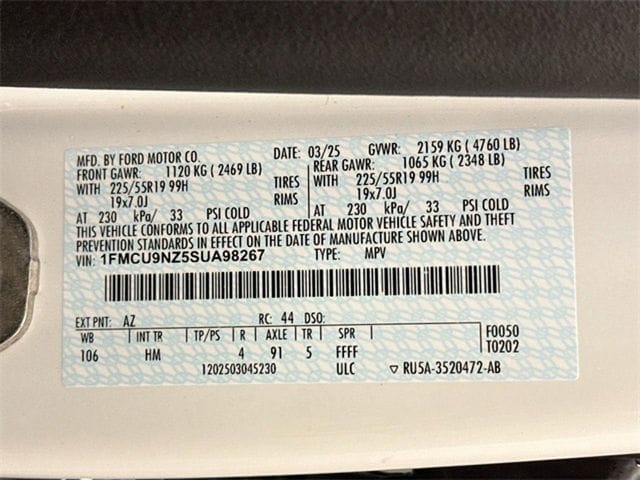 MFD. BY FORD MOTOR CO. DATE: 03/25 GVWR: 2159 KG ( 4760 LB)
FRONT GAWR: 1120 KG ( 2469 LB) REAR GAWR: 1065 KG ( 2348 LB)
WITH 225/55R19 99H TIRES WITH 225/55R19 99H TIRES
19x7.0J RIMS 19x7.0J RIMS
AT 230 kPa/ 33 PSI COLD AT 230 kPa/ 33 PSI COLD
THIS VEHICLE CONFORMS TO ALL APPLICABLE FEDERAL MOTOR VEHICLE SAFETY AND THEFT
PREVENTION STANDARDS IN EFFECT ON THE DATE OF MANUFACTURE SHOWN ABOVE.
VIN: 1FMCU9NZ5SUA98267 TYPE: MPV
EXT PNT: AZ RC: 44 DSO:
WB INT TR TP/PS R AXLE TR SPR F0050
106 HM 4 91 5 FFFF T0202
1202503045230 ULC ▽ RU5A-3520472-AB